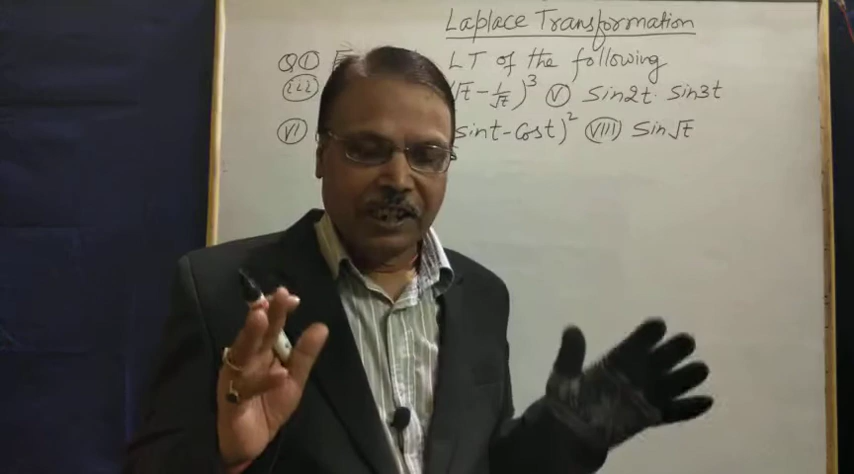 Laplace Transformation
Q① LT of the following
(iii) (√t - 1/√t)³ (V) Sin2t. Sin3t
(VI) sint-Cost)² (VIII) Sin√t